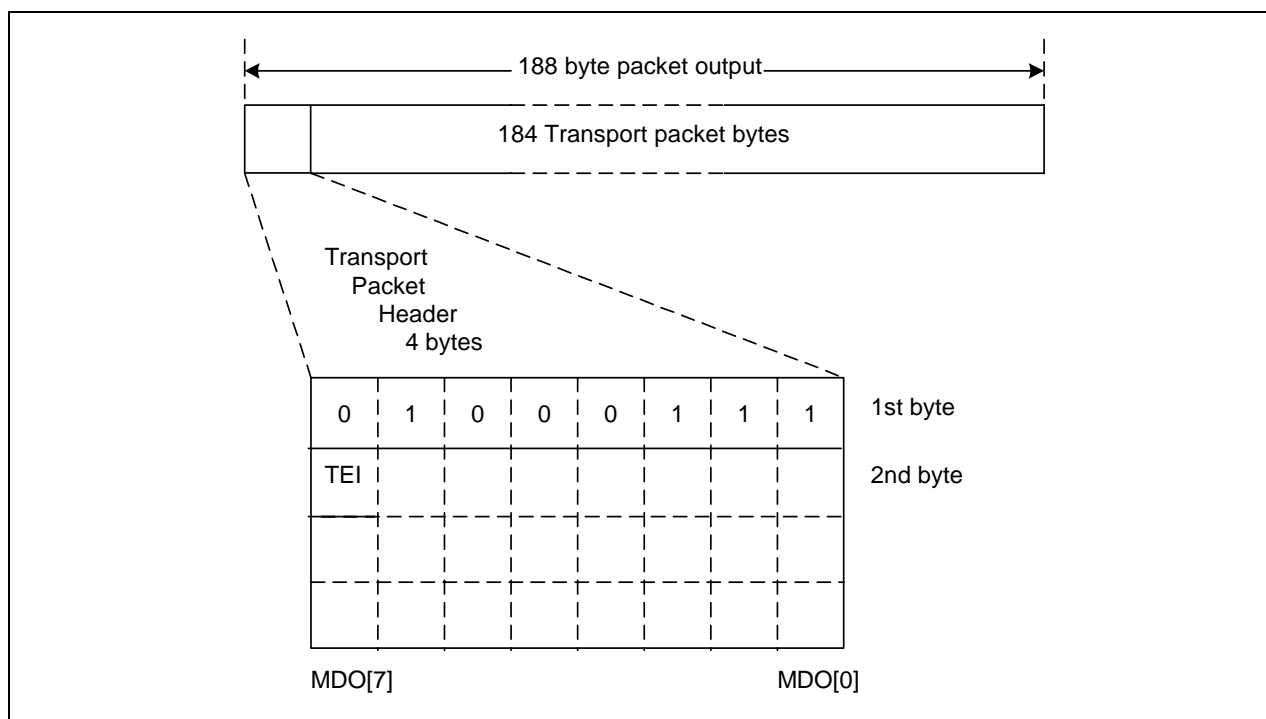 188 byte packet output
184 Transport packet bytes
Transport
Packet
Header
4 bytes
0 1 0 0 0 1 1 1 1st byte
TEI 2nd byte
MDO[7] MDO[0]